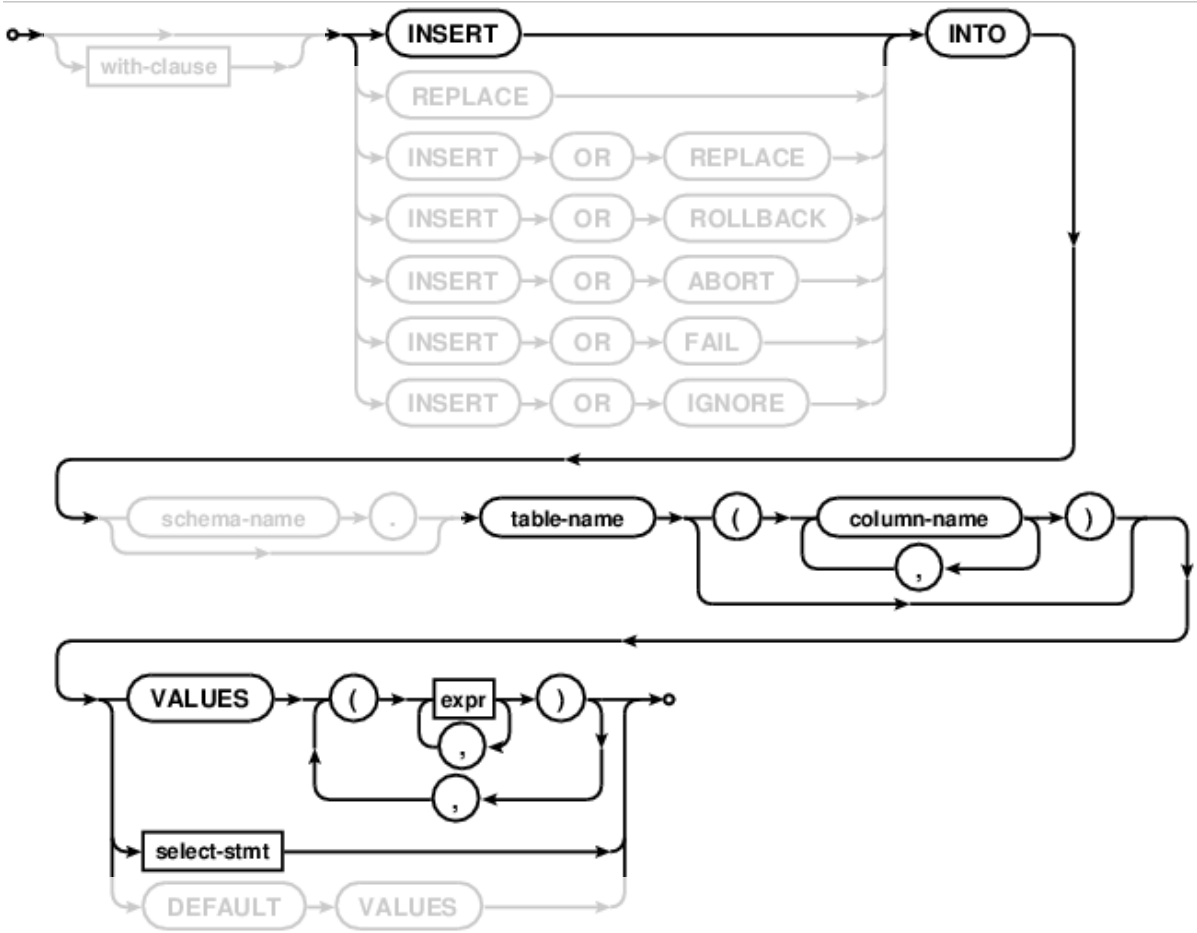 INSERT INTO
with-clause
REPLACE
INSERT OR REPLACE
INSERT OR ROLLBACK
INSERT OR ABORT
INSERT OR FAIL
INSERT OR IGNORE
schema-name . table-name ( column-name )
,
VALUES ( expr )
,
,
select-stmt
DEFAULT VALUES